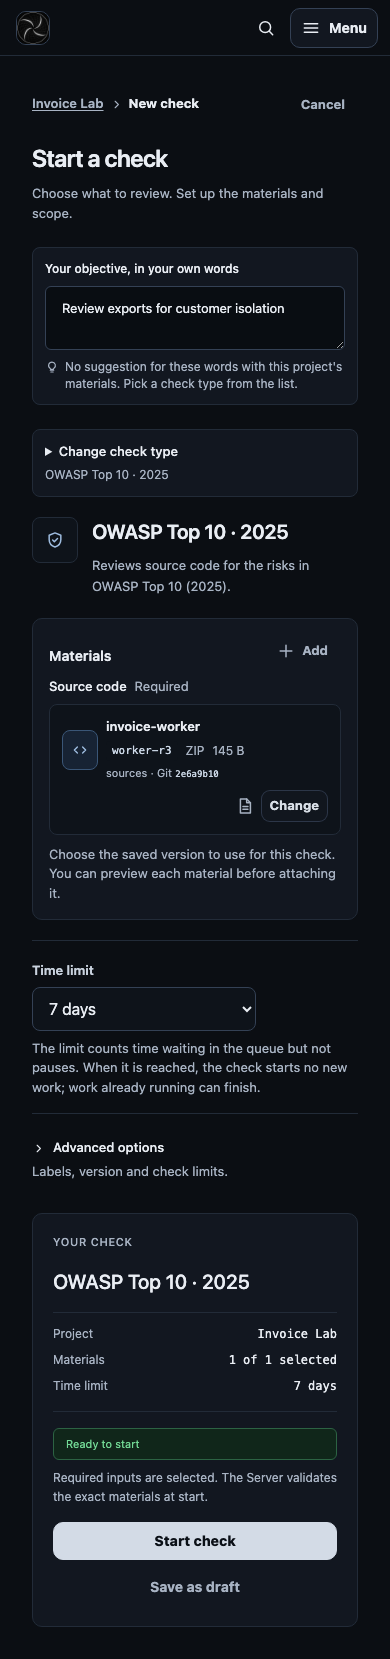 Menu
Invoice Lab > New check
Cancel
Start a check
Choose what to review. Set up the materials and
scope.
Your objective, in your own words
Review exports for customer isolation
No suggestion for these words with this project's
materials. Pick a check type from the list.
Change check type
OWASP Top 10 · 2025
OWASP Top 10 · 2025
Reviews source code for the risks in
OWASP Top 10 (2025).
Materials
Add
Source code Required
invoice-worker
worker-r3 ZIP 145 B
sources · Git 2e6a9b10
Change
Choose the saved version to use for this check.
You can preview each material before attaching
it.
Time limit
7 days
The limit counts time waiting in the queue but not
pauses. When it is reached, the check starts no new
work; work already running can finish.
Advanced options
Labels, version and check limits.
YOUR CHECK
OWASP Top 10 · 2025
Project Invoice Lab
Materials 1 of 1 selected
Time limit 7 days
Ready to start
Required inputs are selected. The Server validates
the exact materials at start.
Start check
Save as draft